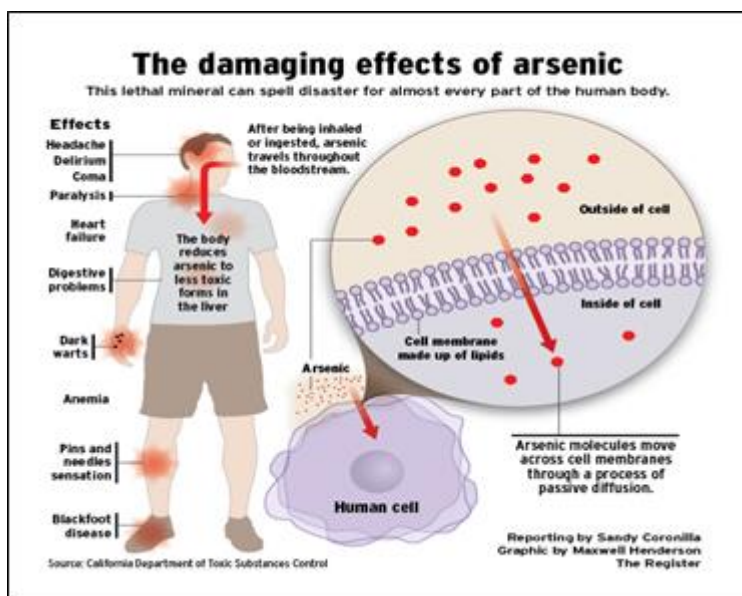 The damaging effects of arsenic
This lethal mineral can spell disaster for almost every part of the human body.
Effects
Headache
Delirium
Coma
Paralysis
Heart
failure
Digestive
problems
Dark
warts
Anemia
Pins and
needles
sensation
Blackfoot
disease
After being inhaled
or ingested, arsenic
travels throughout
the bloodstream.
The body
reduces
arsenic to
less toxic
forms in
the liver
Outside of cell
Inside of cell
Cell membrane
made up of lipids
Arsenic
Human cell
Arsenic molecules move
across cell membranes
through a process of
passive diffusion.
Source: California Department of Toxic Substances Control
Reporting by Sandy Coronilla
Graphic by Maxwell Henderson
The Register